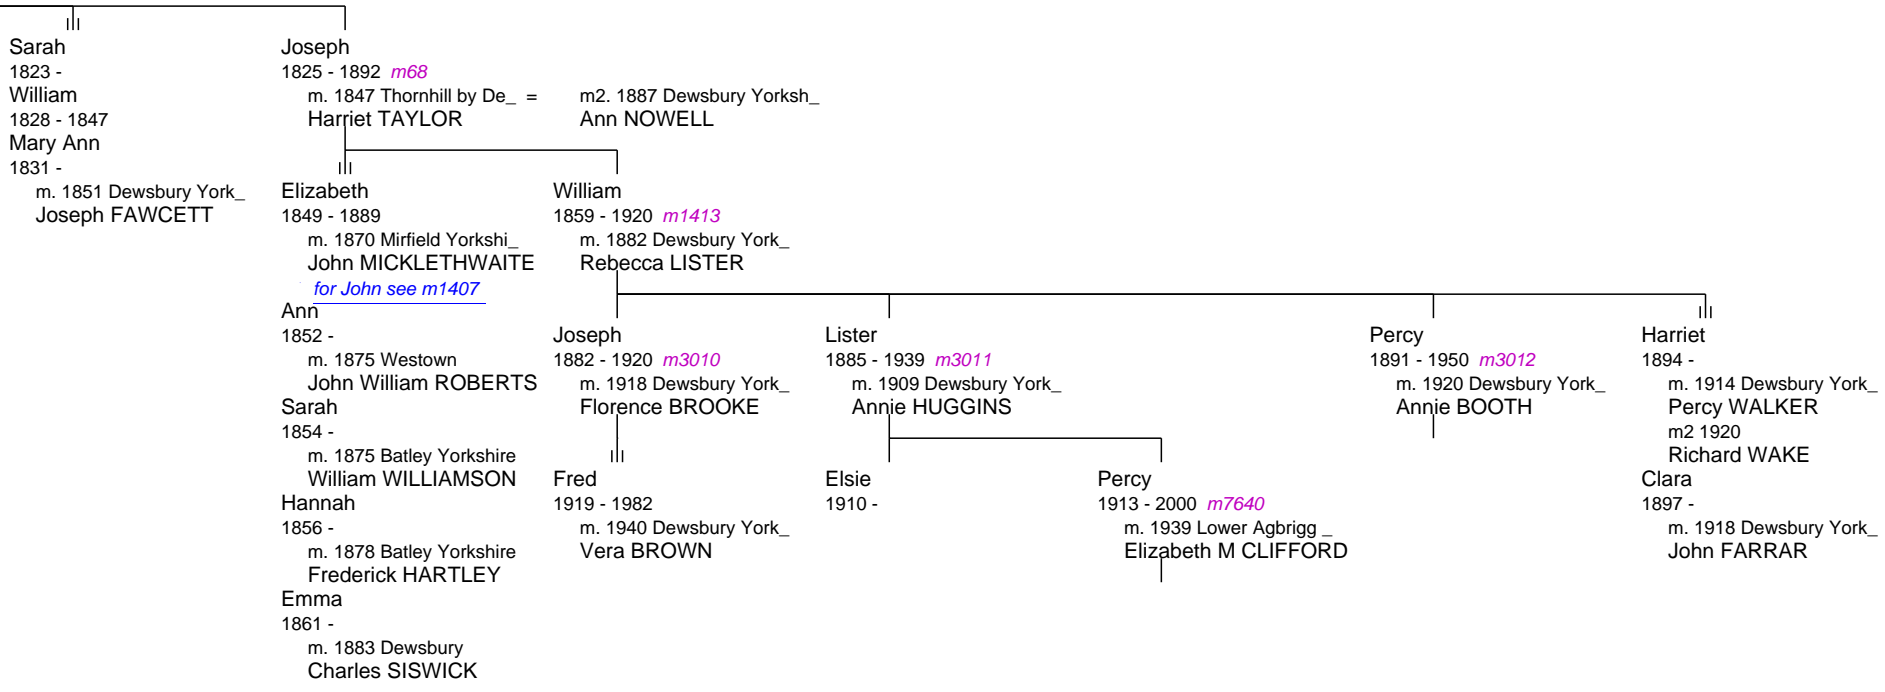 Sarah
1823 -
William
1828 - 1847
Mary Ann
1831 -
m. 1851 Dewsbury York_
Joseph FAWCETT
Joseph
1825 - 1892 m68
m. 1847 Thornhill by De_ =
Harriet TAYLOR
m2. 1887 Dewsbury Yorksh_
Ann NOWELL
Elizabeth
1849 - 1889
m. 1870 Mirfield Yorkshi_
John MICKLETHWAITE
for John see m1407
Ann
1852 -
m. 1875 Westown
John William ROBERTS
Sarah
1854 -
m. 1875 Batley Yorkshire
William WILLIAMSON
Hannah
1856 -
m. 1878 Batley Yorkshire
Frederick HARTLEY
Emma
1861 -
m. 1883 Dewsbury
Charles SISWICK
William
1859 - 1920 m1413
m. 1882 Dewsbury York_
Rebecca LISTER
Joseph
1882 - 1920 m3010
m. 1918 Dewsbury York_
Florence BROOKE
Fred
1919 - 1982
m. 1940 Dewsbury York_
Vera BROWN
Lister
1885 - 1939 m3011
m. 1909 Dewsbury York_
Annie HUGGINS
Elsie
1910 -
Percy
1913 - 2000 m7640
m. 1939 Lower Agbrigg _
Elizabeth M CLIFFORD
Percy
1891 - 1950 m3012
m. 1920 Dewsbury York_
Annie BOOTH
Harriet
1894 -
m. 1914 Dewsbury York_
Percy WALKER
m2 1920
Richard WAKE
Clara
1897 -
m. 1918 Dewsbury York_
John FARRAR